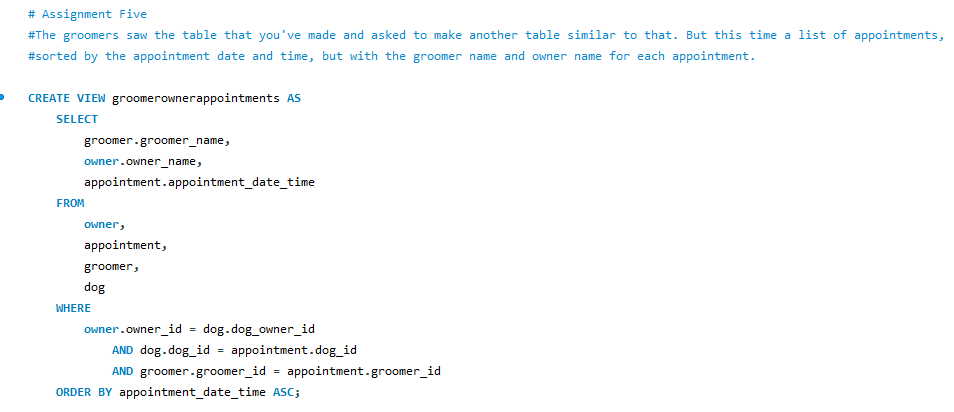 # Assignment Five
#The groomers saw the table that you've made and asked to make another table similar to that. But this time a list of appointments,
#sorted by the appointment date and time, but with the groomer name and owner name for each appointment.
CREATE VIEW groomerownerappointments AS
SELECT
groomer.groomer_name,
owner.owner_name,
appointment.appointment_date_time
FROM
owner,
appointment,
groomer,
dog
WHERE
owner.owner_id = dog.dog_owner_id
AND dog.dog_id = appointment.dog_id
AND groomer.groomer_id = appointment.groomer_id
ORDER BY appointment_date_time ASC;